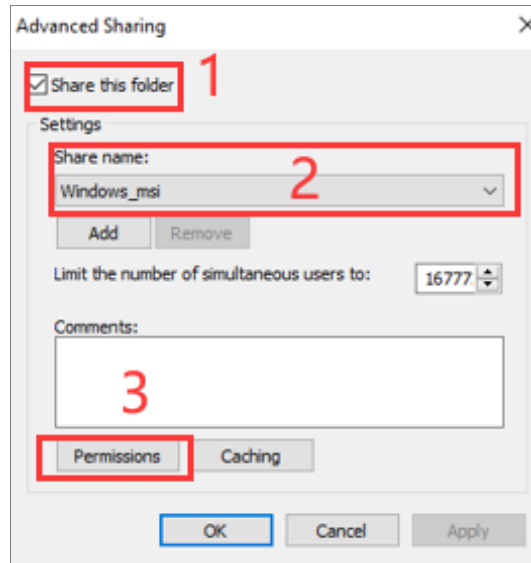 Advanced Sharing
Share this folder
1
Settings
Share name:
2
Windows_msi
Add Remove
Limit the number of simultaneous users to: 16777
Comments:
3
Permissions Caching
OK Cancel Apply